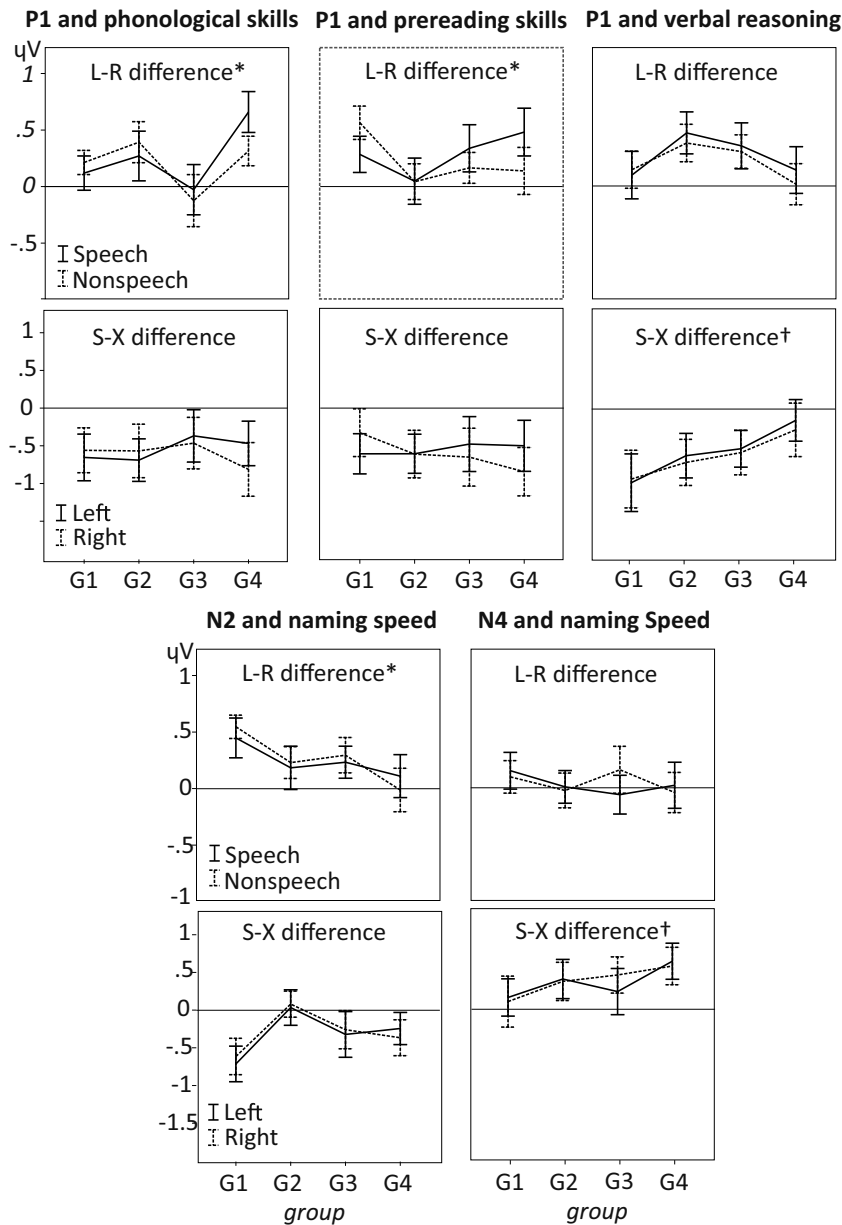 P1 and phonological skills P1 and prereading skills P1 and verbal reasoning
ɥV
1
.5
0
-.5
L-R difference*
Speech
Nonspeech
L-R difference*
L-R difference
1
.5
0
-.5
-1
S-X difference
Left
Right
S-X difference
S-X difference†
G1 G2 G3 G4
G1 G2 G3 G4
G1 G2 G3 G4
N2 and naming speed N4 and naming Speed
ɥV
1
.5
0
-.5
-1
L-R difference*
Speech
Nonspeech
L-R difference
1
.5
0
-.5
-1
-1.5
S-X difference
Left
Right
S-X difference†
G1 G2 G3 G4
G1 G2 G3 G4
group
group